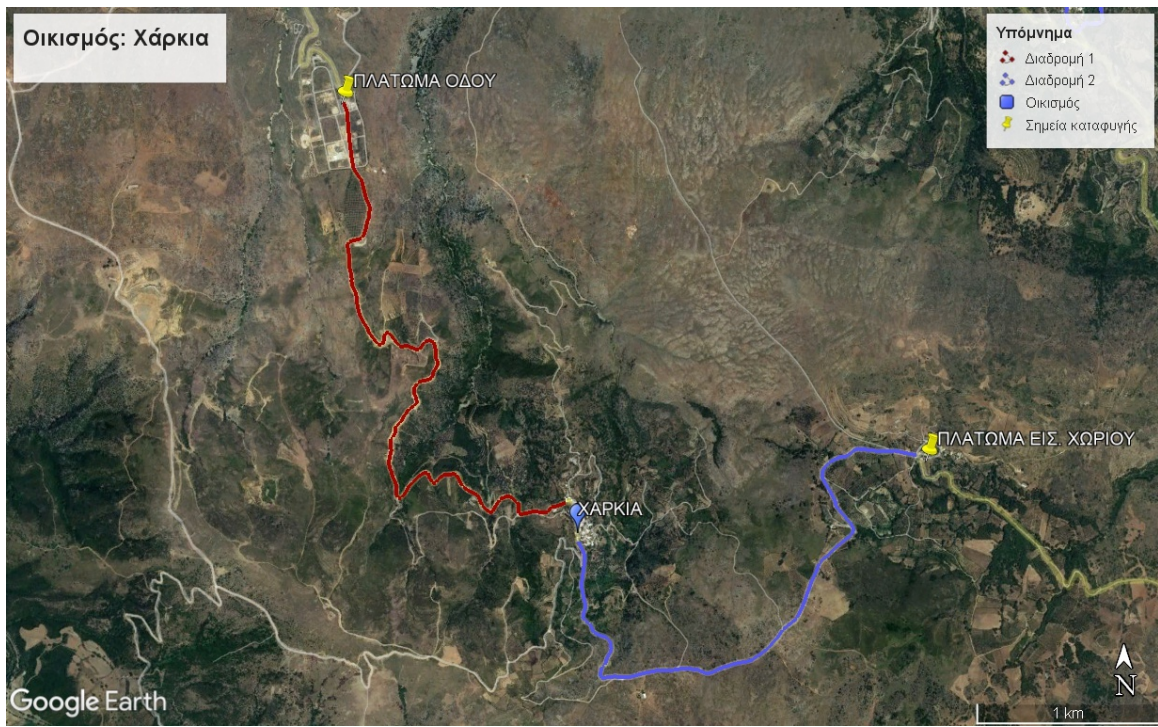 Οικισμός: Χάρκια
Υπόμνημα
Διαδρομή 1
Διαδρομή 2
Οικισμός
Σημεία καταφυγής
ΠΛΑΤΩΜΑ ΟΔΟΥ
ΠΛΑΤΩΜΑ ΕΙΣ. ΧΩΡΙΟΥ
ΧΑΡΚΙΑ
Google Earth
N
1 km